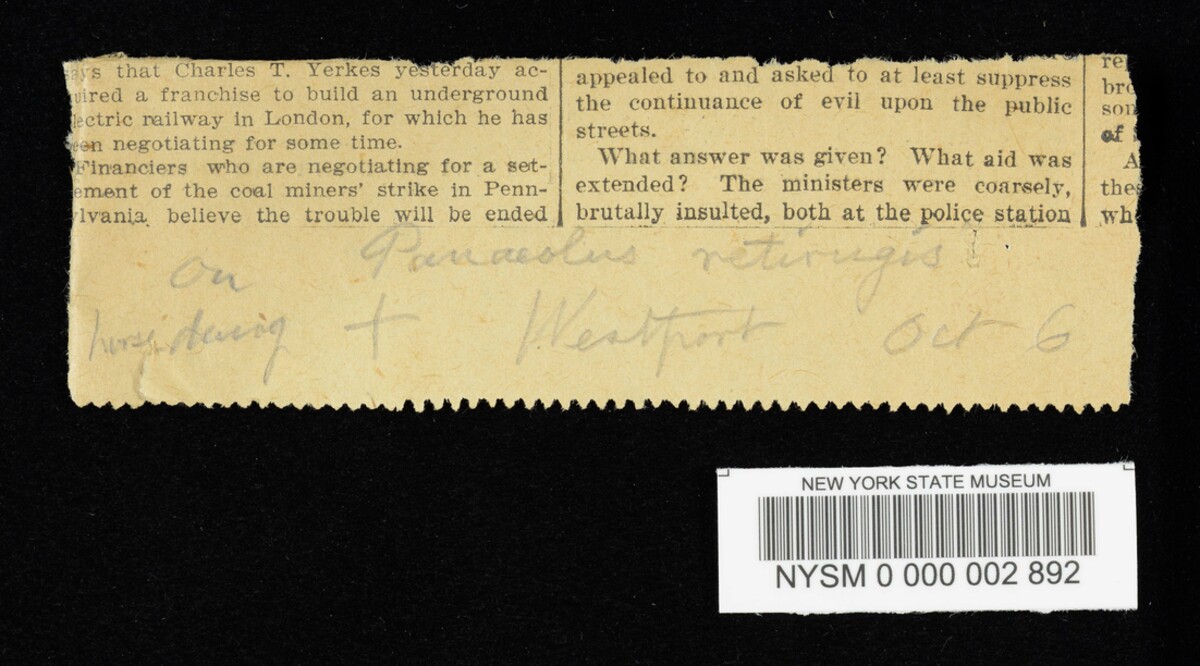 ays that Charles T. Yerkes yesterday ac-
uired a franchise to build an underground
lectric railway in London, for which he has
een negotiating for some time.
Financiers who are negotiating for a set-
ement of the coal miners' strike in Penn-
ylvania believe the trouble will be ended
appealed to and asked to at least suppress
the continuance of evil upon the public
streets.
What answer was given? What aid was
extended? The ministers were coarsely,
brutally insulted, both at the police station
re
bro
son
of
A
thes
wh
Panaeolus retirugis
On
horse dung + Westport Oct 6
NEW YORK STATE MUSEUM
NYSM 0 000 002 892